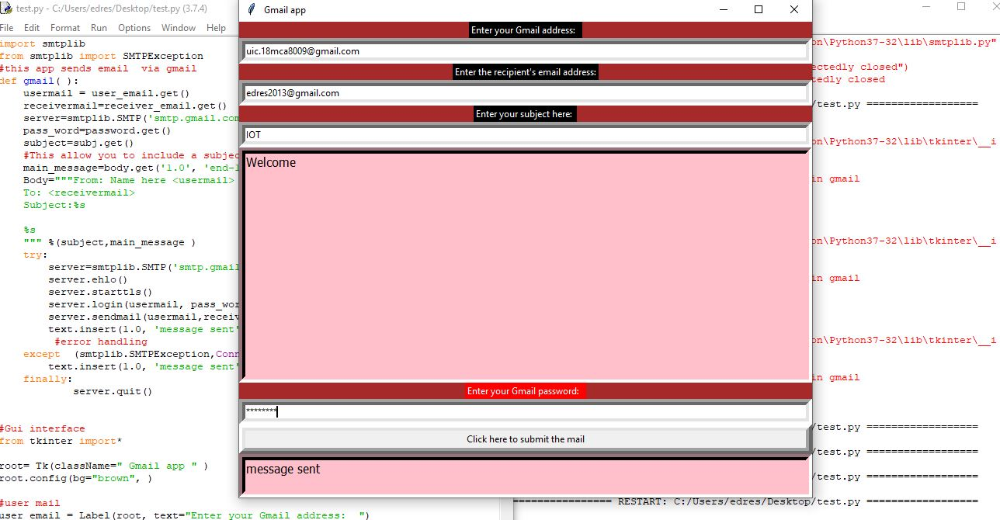 test.py - C:/Users/edres/Desktop/test.py (3.7.4)
File Edit Format Run Options Window Help
import smtplib
from smtplib import SMTPException
#this app sends email  via gmail
def gmail( ):
    usermail = user_email.get()
    receivermail=receiver_email.get()
    server=smtplib.SMTP('smtp.gmail.com
    pass_word=password.get()
    subject=subj.get()
    #This allow you to include a subjec
    main_message=body.get('1.0', 'end-1
    Body="""From: Name here <usermail>
    To: <receivermail>
    Subject:%s
    %s
    """ %(subject,main_message )
    try:
        server=smtplib.SMTP('smtp.gmail
        server.ehlo()
        server.starttls()
        server.login(usermail, pass_wor
        server.sendmail(usermail,receiv
        text.insert(1.0, 'message sent'
         #error handling
    except  (smtplib.SMTPException,Conn
        text.insert(1.0, 'message sent'
    finally:
            server.quit()
#Gui interface
from tkinter import*
root= Tk(className=" Gmail app " )
root.config(bg="brown", )
#user mail
user_email = Label(root, text="Enter your Gmail address:  ")
Gmail app
Enter your Gmail address:
uic.18mca8009@gmail.com
Enter the recipient's email address:
edres2013@gmail.com
Enter your subject here:
IOT
Welcome
Enter your Gmail password:
********
Click here to submit the mail
message sent
on\Python37-32\lib\smtplib.py"
ectedly closed")
tedly closed
/test.py ==================
on\Python37-32\lib\tkinter\__i
in gmail
on\Python37-32\lib\tkinter\__i
in gmail
on\Python37-32\lib\tkinter\__i
in gmail
/test.py ==================
/test.py ==================
/test.py ==================
================ RESTART: C:/Users/edres/Desktop/test.py ==================